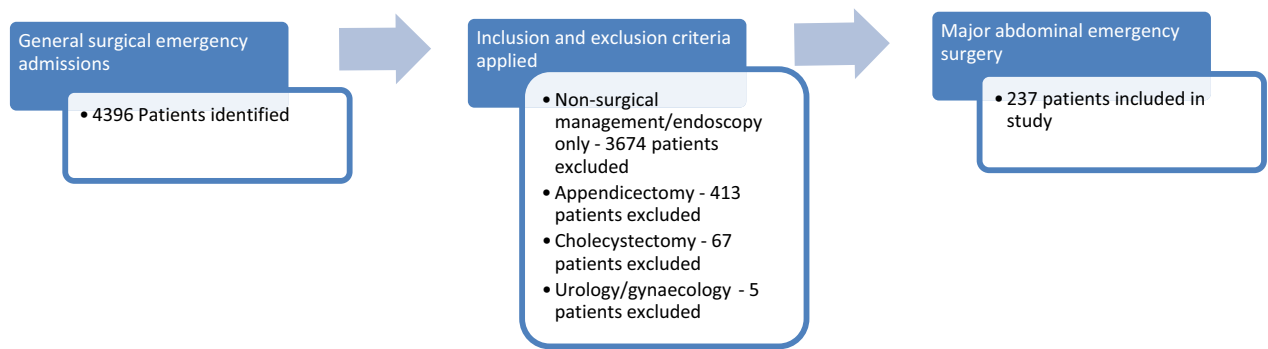 General surgical emergency
admissions
• 4396 Patients identified
Inclusion and exclusion criteria
applied
• Non-surgical
management/endoscopy
only - 3674 patients
excluded
• Appendicectomy - 413
patients excluded
• Cholecystectomy - 67
patients excluded
• Urology/gynaecology - 5
patients excluded
Major abdominal emergency
surgery
• 237 patients included in
study